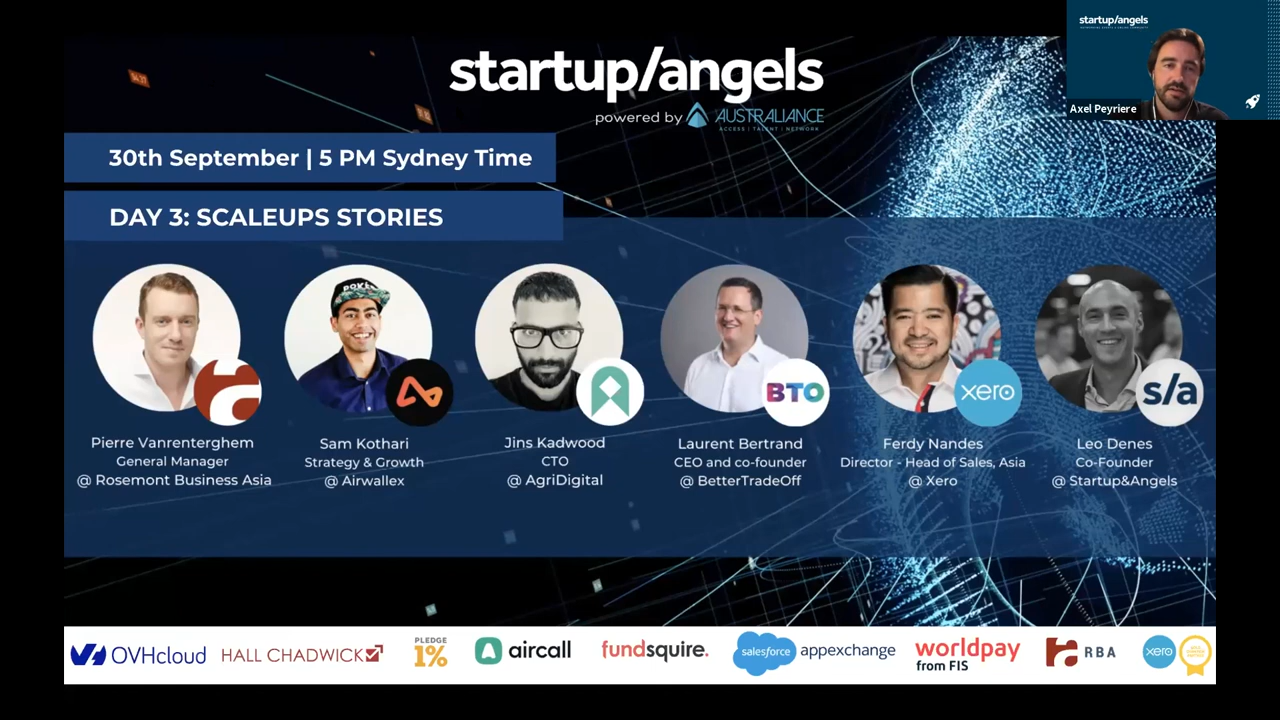 startup/angels
powered by AUSTRALIANCE
ACCESS | TALENT | NETWORK
startup/angels
Axel Peyriere
30th September | 5 PM Sydney Time
DAY 3: SCALEUPS STORIES
POKÉ
BTO
xero
s/a
Pierre Vanrenterghem
General Manager
@ Rosemont Business Asia
Sam Kothari
Strategy & Growth
@ Airwallex
Jins Kadwood
CTO
@ AgriDigital
Laurent Bertrand
CEO and co-founder
@ BetterTradeOff
Ferdy Nandes
Director - Head of Sales, Asia
@ Xero
Leo Denes
Co-Founder
@ Startup&Angels
OVHcloud
HALL CHADWICK
PLEDGE
1%
aircall
fundsquire.
salesforce appexchange
worldpay
from FIS
RBA
xero